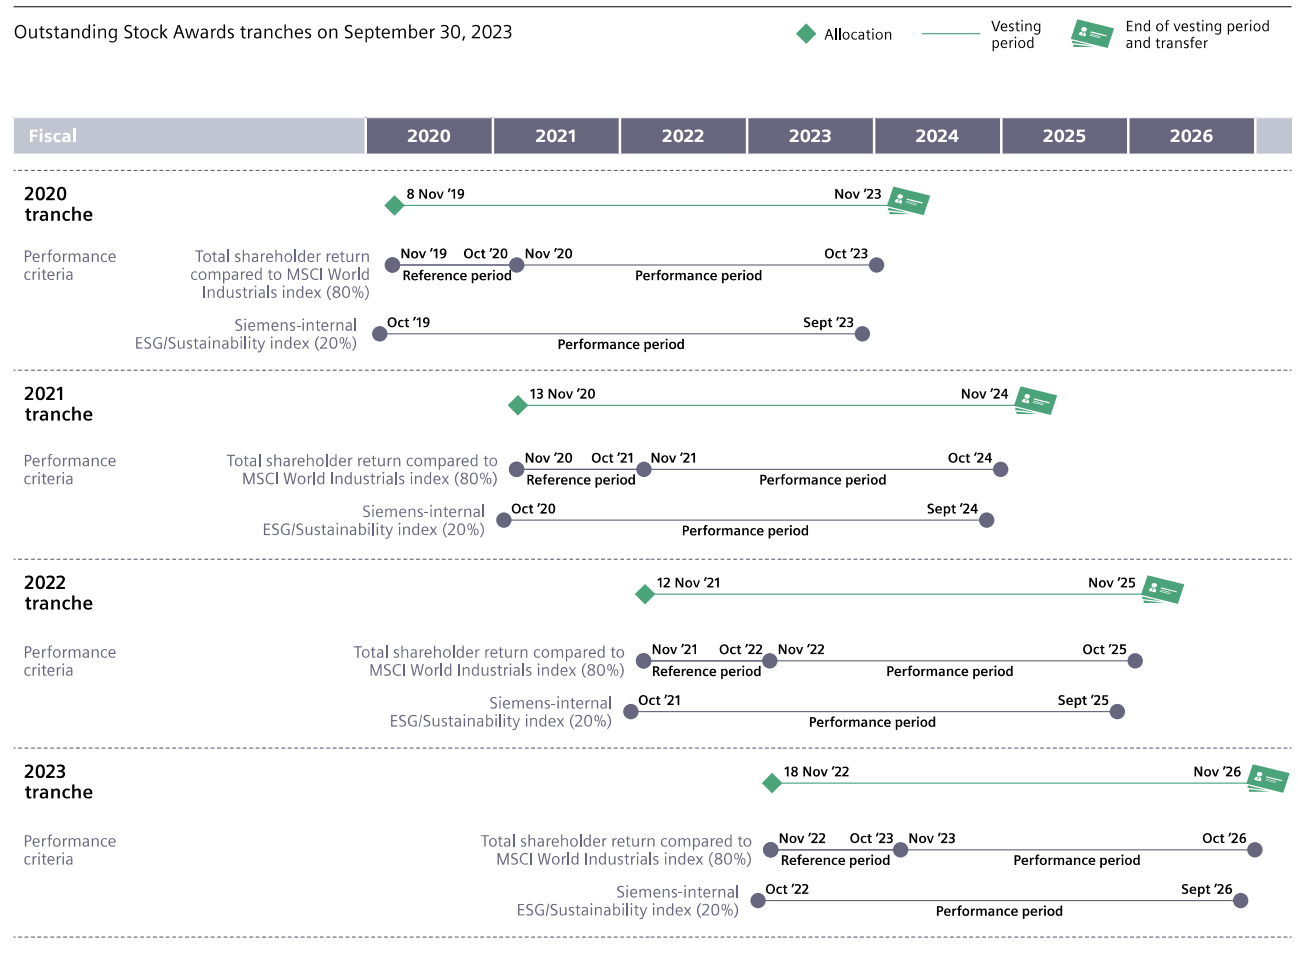 Outstanding Stock Awards tranches on September 30, 2023
Allocation
Vesting
period
End of vesting period
and transfer
Fiscal 2020 2021 2022 2023 2024 2025 2026
2020
tranche
8 Nov ’19 Nov ’23
Performance
criteria
Total shareholder return
compared to MSCI World
Industrials index (80%)
Nov ’19 Oct ’20 Nov ’20 Oct ’23
Reference period Performance period
Siemens-internal
ESG/Sustainability index (20%)
Oct ’19 Sept ’23
Performance period
2021
tranche
13 Nov ’20 Nov ’24
Performance
criteria
Total shareholder return compared to
MSCI World Industrials index (80%)
Nov ’20 Oct ’21 Nov ’21 Oct ’24
Reference period Performance period
Siemens-internal
ESG/Sustainability index (20%)
Oct ’20 Sept ’24
Performance period
2022
tranche
12 Nov ’21 Nov ’25
Performance
criteria
Total shareholder return compared to
MSCI World Industrials index (80%)
Nov ’21 Oct ’22 Nov ’22 Oct ’25
Reference period Performance period
Siemens-internal
ESG/Sustainability index (20%)
Oct ’21 Sept ’25
Performance period
2023
tranche
18 Nov ’22 Nov ’26
Performance
criteria
Total shareholder return compared to
MSCI World Industrials index (80%)
Nov ’22 Oct ’23 Nov ’23 Oct ’26
Reference period Performance period
Siemens-internal
ESG/Sustainability index (20%)
Oct ’22 Sept ’26
Performance period